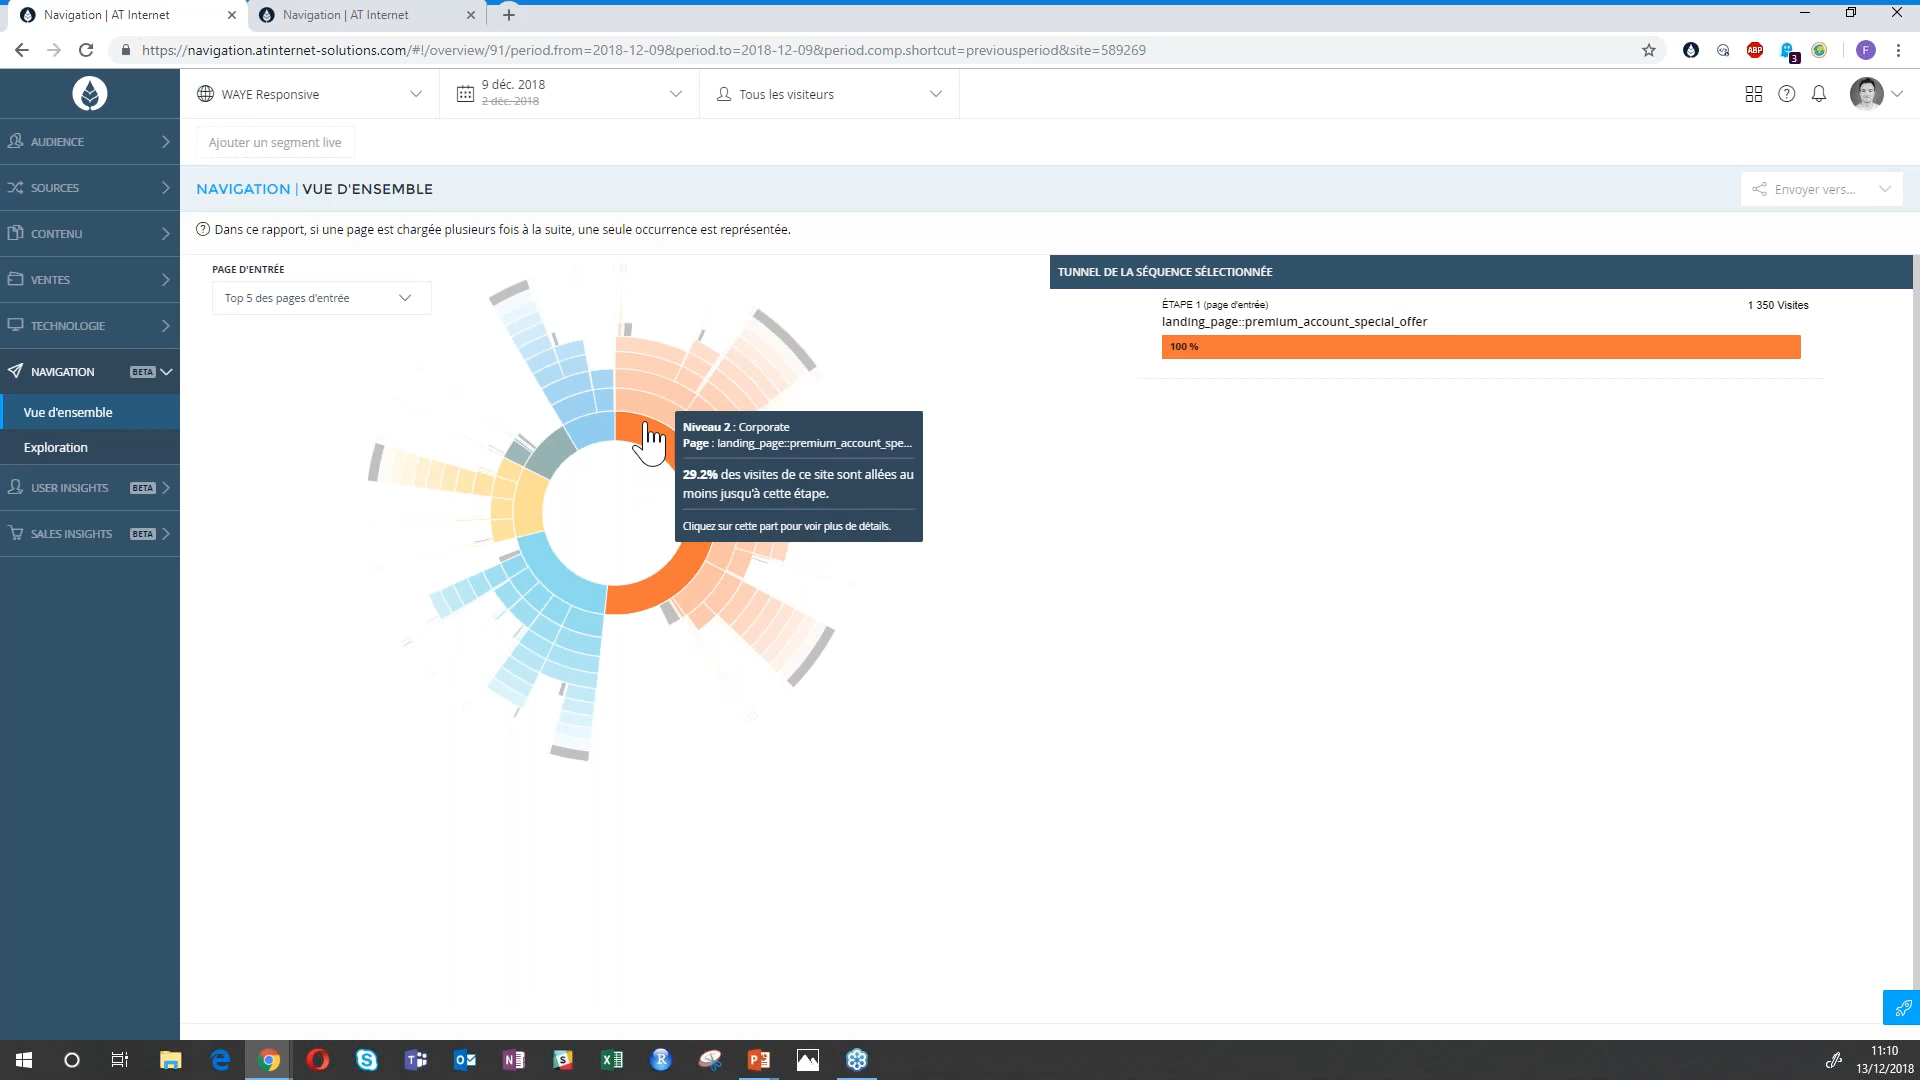 Navigation | AT Internet
Navigation | AT Internet
https://navigation.atinternet-solutions.com/#!/overview/91/period.from=2018-12-09&period.to=2018-12-09&period.comp.shortcut=previousperiod&site=589269
ABP
3
F
WAYE Responsive
9 déc. 2018
2 déc. 2018
Tous les visiteurs
Ajouter un segment live
AUDIENCE
SOURCES
CONTENU
VENTES
TECHNOLOGIE
NAVIGATION BETA
Vue d'ensemble
Exploration
USER INSIGHTS BETA
SALES INSIGHTS BETA
NAVIGATION | VUE D'ENSEMBLE
Envoyer vers...
Dans ce rapport, si une page est chargée plusieurs fois à la suite, une seule occurrence est représentée.
PAGE D'ENTRÉE
Top 5 des pages d'entrée
Niveau 2 : Corporate
Page : landing_page::premium_account_spe...
29.2% des visites de ce site sont allées au
moins jusqu'à cette étape.
Cliquez sur cette part pour voir plus de détails.
TUNNEL DE LA SÉQUENCE SÉLECTIONNÉE
ÉTAPE 1 (page d'entrée) 1 350 Visites
landing_page::premium_account_special_offer
100 %
11:10
13/12/2018